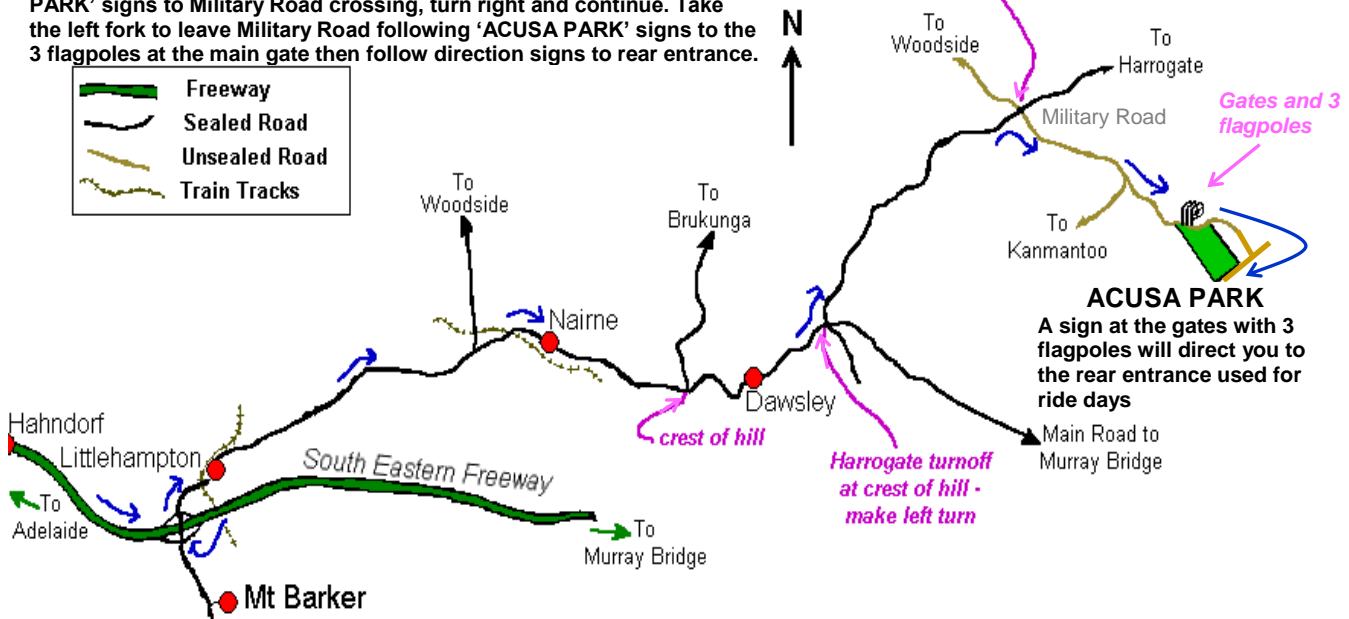 PARK’ signs to Military Road crossing, turn right and continue. Take
the left fork to leave Military Road following ‘ACUSA PARK’ signs to the
3 flagpoles at the main gate then follow direction signs to rear entrance.
Freeway
Sealed Road
Unsealed Road
Train Tracks
N
To
Woodside
To
Harrogate
Military Road
Gates and 3
flagpoles
To
Woodside
To
Brukunga
To
Kanmantoo
ACUSA PARK
A sign at the gates with 3
flagpoles will direct you to
the rear entrance used for
ride days
Nairne
Dawsley
crest of hill
Harrogate turnoff
at crest of hill -
make left turn
Main Road to
Murray Bridge
Hahndorf
Littlehampton
South Eastern Freeway
To
Adelaide
To
Murray Bridge
Mt Barker